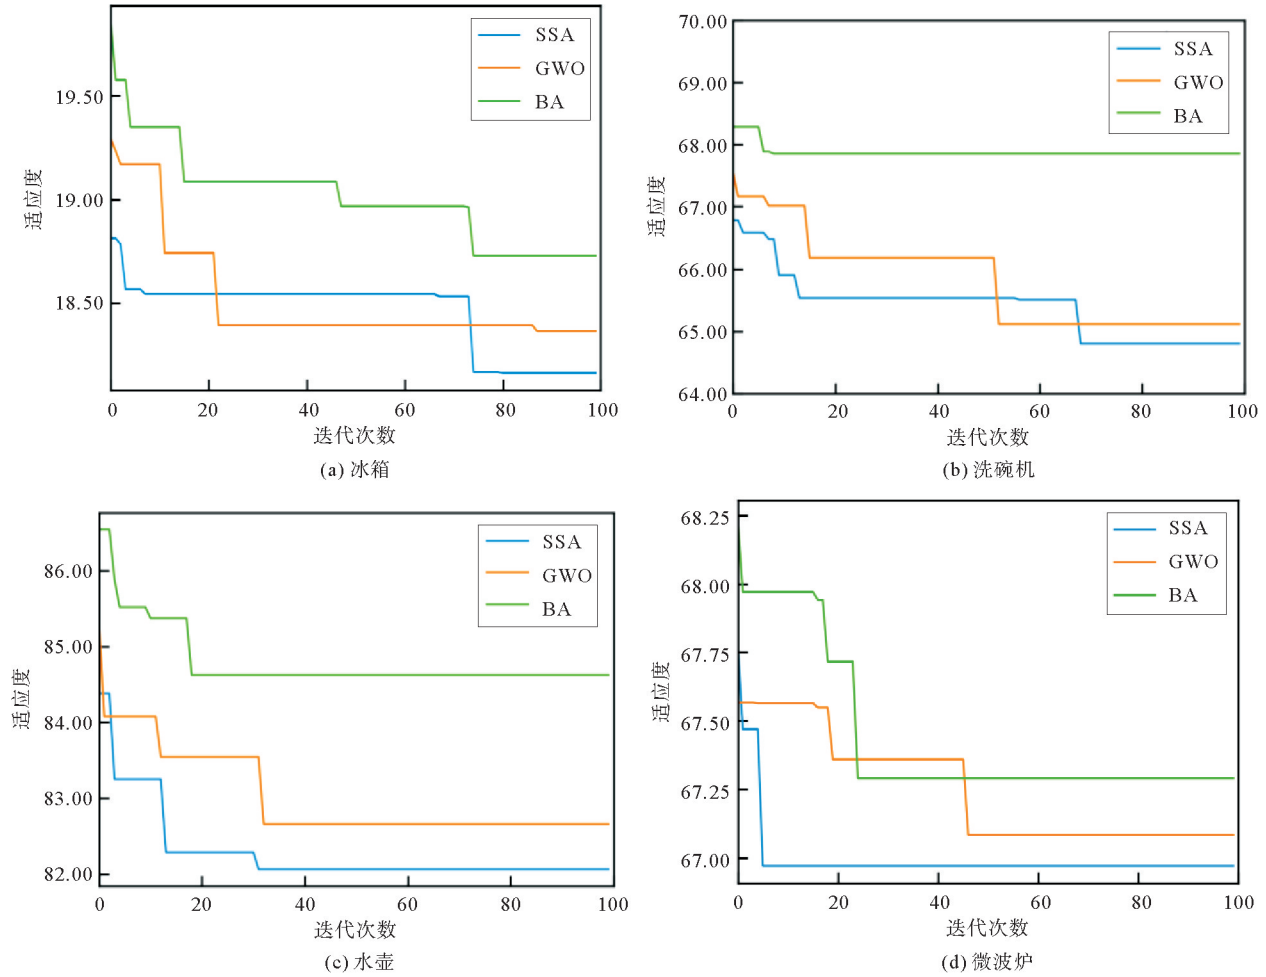 SSA
GWO
BA
19.50
19.00
18.50
适应度
0
20
40
60
80
100
迭代次数
(a) 冰箱
SSA
GWO
BA
70.00
69.00
68.00
67.00
66.00
65.00
64.00
适应度
0
20
40
60
80
100
迭代次数
(b) 洗碗机
SSA
GWO
BA
86.00
85.00
84.00
83.00
82.00
适应度
0
20
40
60
80
100
迭代次数
(c) 水壶
SSA
GWO
BA
68.25
68.00
67.75
67.50
67.25
67.00
适应度
0
20
40
60
80
100
迭代次数
(d) 微波炉